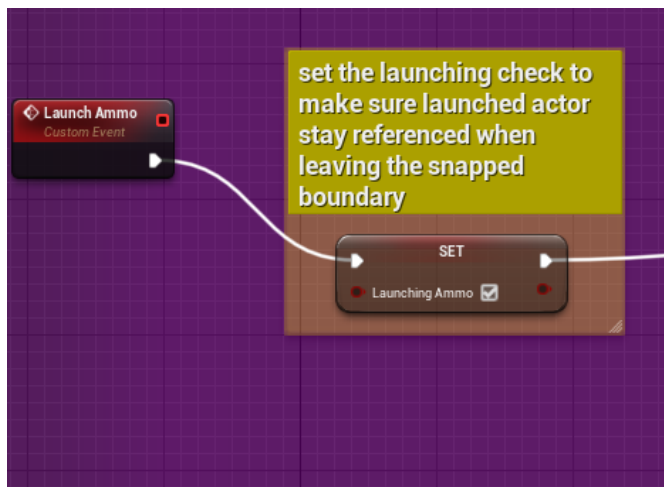 Launch Ammo
Custom Event
set the launching check to
make sure launched actor
stay referenced when
leaving the snapped
boundary
SET
Launching Ammo